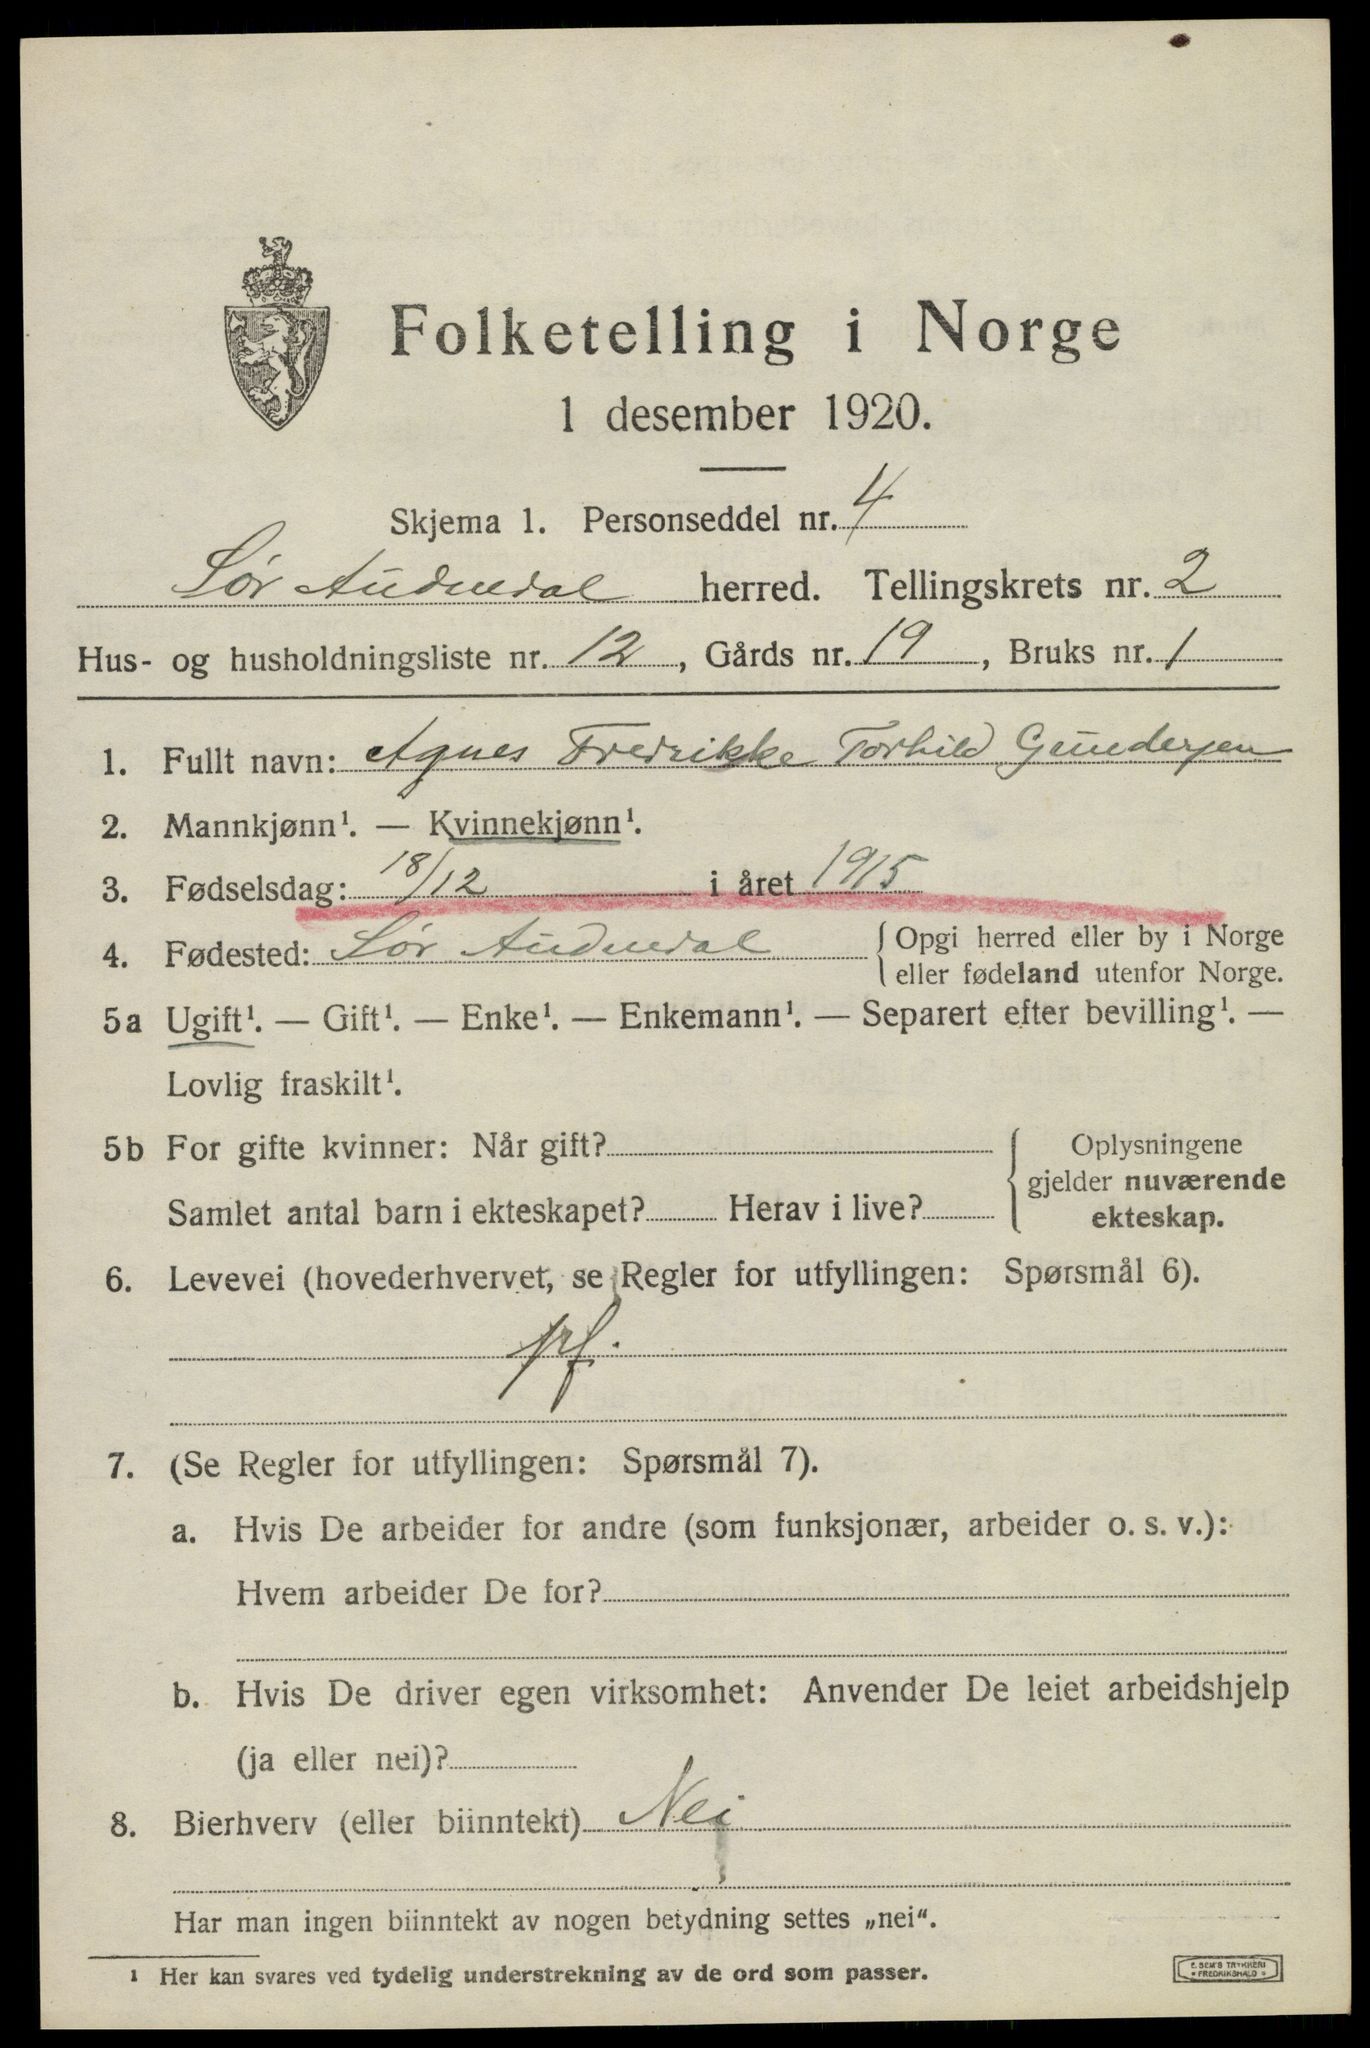 Folketelling i Norge
1 desember 1920.
Skjema 1. Personseddel nr. 4
Sør Audnedal herred. Tellingskrets nr. 2
Hus- og husholdningsliste nr. 12, Gårds nr. 19, Bruks nr. 1
1. Fullt navn: Agnes Fredrikke Torhild Gundersen
2. Mannkjønn¹. — Kvinnekjønn¹.
3. Fødselsdag: 18/12 i året 1915
4. Fødested: Sør Audnedal { Opgi herred eller by i Norge
eller fødeland utenfor Norge.
5a Ugift¹. — Gift¹. — Enke¹. — Enkemann¹. — Separert efter bevilling¹. —
Lovlig fraskilt¹.
5b For gifte kvinner: Når gift?
Samlet antal barn i ekteskapet? Herav i live?
Oplysningene
gjelder nuværende
ekteskap.
6. Levevei (hovederhvervet, se Regler for utfyllingen: Spørsmål 6).
pf.
7. (Se Regler for utfyllingen: Spørsmål 7).
a. Hvis De arbeider for andre (som funksjonær, arbeider o. s. v.):
Hvem arbeider De for?
b. Hvis De driver egen virksomhet: Anvender De leiet arbeidshjelp
(ja eller nei)?
8. Bierhverv (eller biinntekt) Nei
Har man ingen biinntekt av nogen betydning settes „nei“.
¹ Her kan svares ved tydelig understrekning av de ord som passer.
E. SEM'S TRYKKERI
FREDRIKSHALD